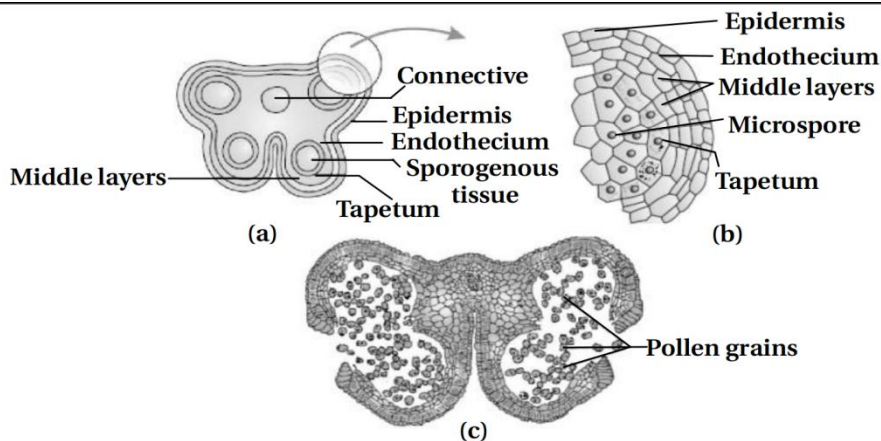 Connective
Epidermis
Endothecium
Sporogenous
tissue
Middle layers
Tapetum
(a)
Epidermis
Endothecium
Middle layers
Microspore
Tapetum
(b)
Pollen grains
(c)